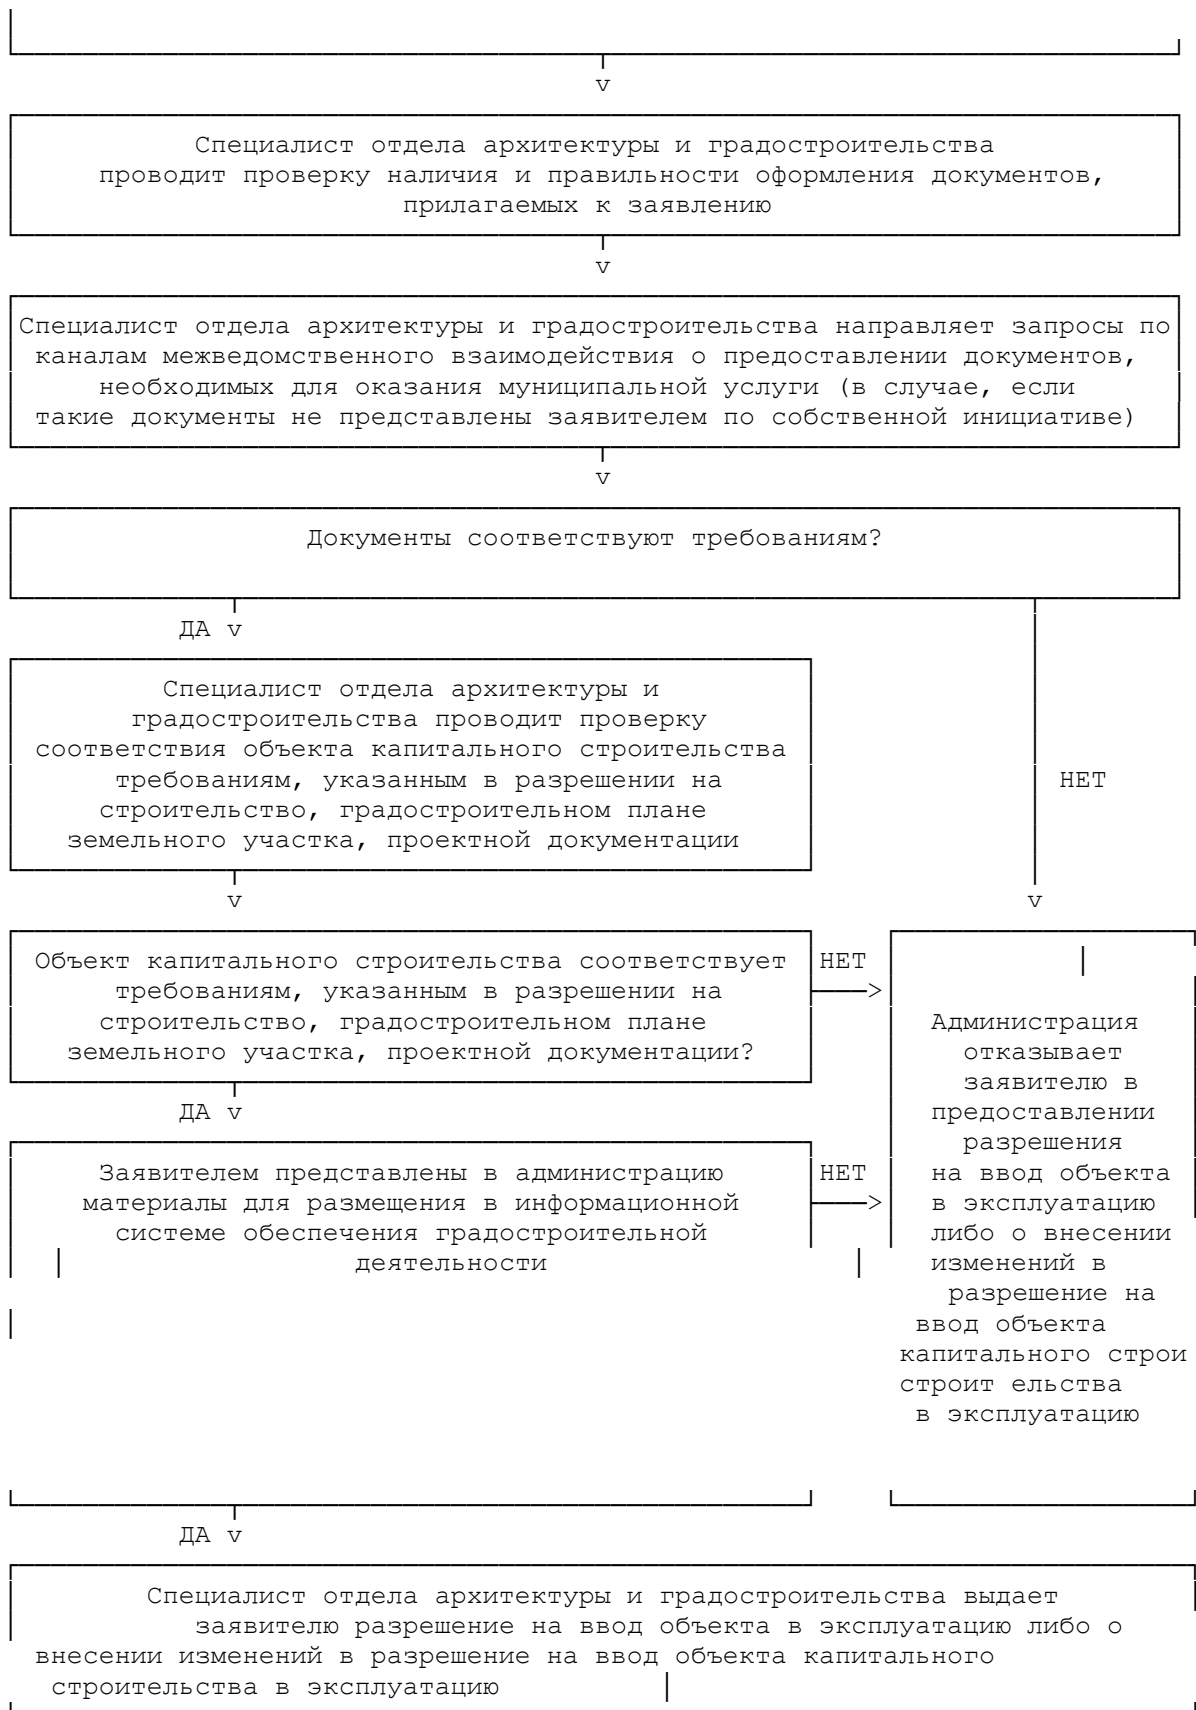 v
Специалист отдела архитектуры и градостроительства
проводит проверку наличия и правильности оформления документов,
прилагаемых к заявлению
v
Специалист отдела архитектуры и градостроительства направляет запросы по
каналам межведомственного взаимодействия о предоставлении документов,
необходимых для оказания муниципальной услуги (в случае, если
такие документы не представлены заявителем по собственной инициативе)
v
Документы соответствуют требованиям?
ДА v
Специалист отдела архитектуры и
градостроительства проводит проверку
соответствия объекта капитального строительства
требованиям, указанным в разрешении на
строительство, градостроительном плане
земельного участка, проектной документации
НЕТ
v
v
Объект капитального строительства соответствует
требованиям, указанным в разрешении на
строительство, градостроительном плане
земельного участка, проектной документации?
НЕТ
>
ДА v
Заявителем представлены в администрацию
материалы для размещения в информационной
системе обеспечения градостроительной
деятельности
НЕТ
>
Администрация
отказывает
заявителю в
предоставлении
разрешения
на ввод объекта
в эксплуатацию
либо о внесении
изменений в
разрешение на
ввод объекта
капитального строи
строит ельства
в эксплуатацию
ДА v
Специалист отдела архитектуры и градостроительства выдает
заявителю разрешение на ввод объекта в эксплуатацию либо о
внесении изменений в разрешение на ввод объекта капитального
строительства в эксплуатацию